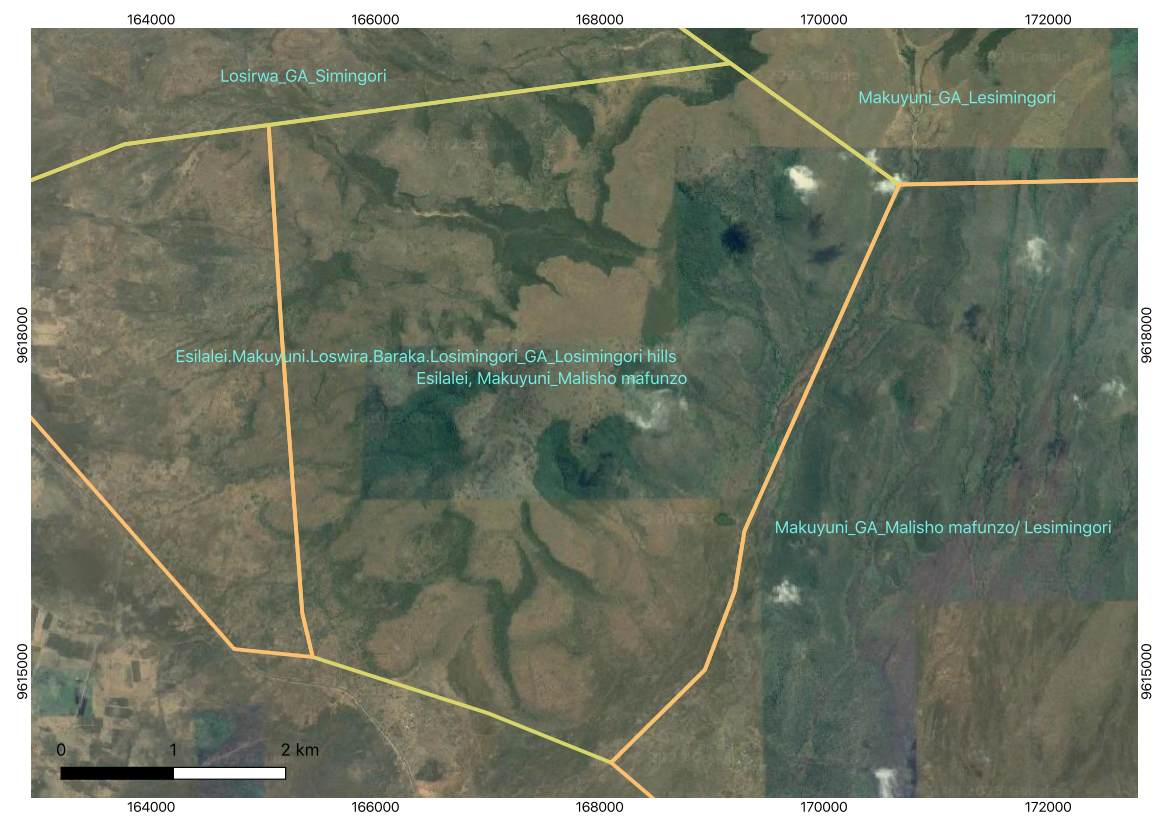 164000 166000 168000 170000 172000
Losirwa_GA_Simingori
Makuyuni_GA_Lesimingori
9618000
9618000
Esilalei.Makuyuni.Loswira.Baraka.Losimingori_GA_Losimingori hills
Esilalei, Makuyuni_Malisho mafunzo
Makuyuni_GA_Malisho mafunzo/ Lesimingori
9615000
9615000
0 1 2 km
164000 166000 168000 170000 172000